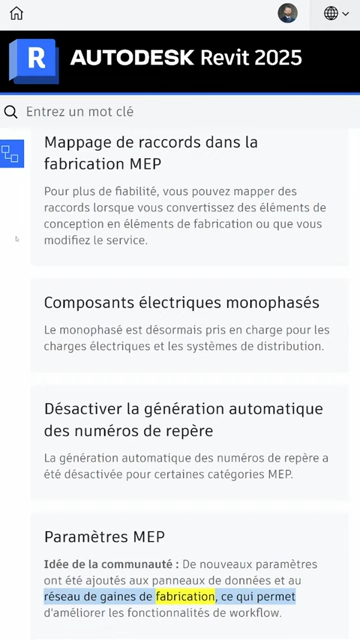 R AUTODESK Revit 2025
Entrez un mot clé
Mappage de raccords dans la
fabrication MEP
Pour plus de fiabilité, vous pouvez mapper des
raccords lorsque vous convertissez des éléments de
conception en éléments de fabrication ou que vous
modifiez le service.
Composants électriques monophasés
Le monophasé est désormais pris en charge pour les
charges électriques et les systèmes de distribution.
Désactiver la génération automatique
des numéros de repère
La génération automatique des numéros de repère a
été désactivée pour certaines catégories MEP.
Paramètres MEP
Idée de la communauté : De nouveaux paramètres
ont été ajoutés aux panneaux de données et au
réseau de gaines de fabrication, ce qui permet
d'améliorer les fonctionnalités de workflow.